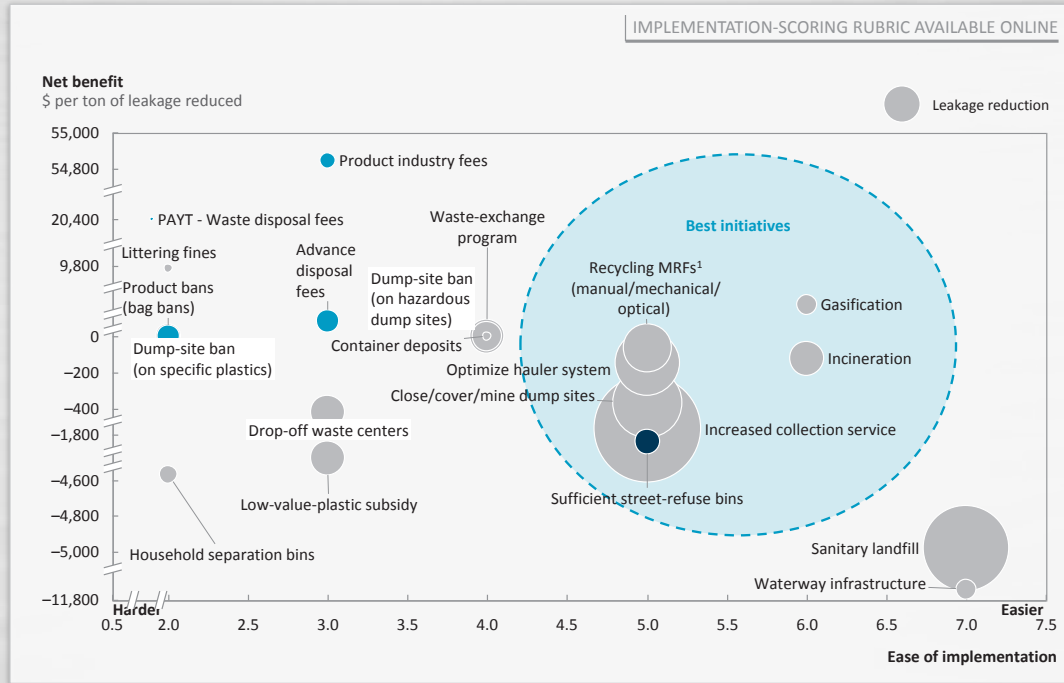 IMPLEMENTATION-SCORING RUBRIC AVAILABLE ONLINE
Net benefit
$ per ton of leakage reduced
Leakage reduction
55,000
54,800
20,400
9,800
0
−200
−400
−1,800
−4,600
−4,800
−5,000
−11,800
Product industry fees
PAYT - Waste disposal fees
Waste-exchange
program
Best initiatives
Littering fines
Advance
disposal
fees
Recycling MRFs1
(manual/mechanical/
optical)
Dump-site ban
(on hazardous
dump sites)
Product bans
(bag bans)
Gasification
Container deposits
Dump-site ban
(on specific plastics)
Incineration
Optimize hauler system
Close/cover/mine dump sites
Drop-off waste centers
Increased collection service
Low-value-plastic subsidy
Sufficient street-refuse bins
Household separation bins
Sanitary landfill
Waterway infrastructure
Harder
Easier
0.5 2.0 3.0 4.0 5.0 4.5 5.0 5.5 6.0 6.5 7.0 7.5
Ease of implementation